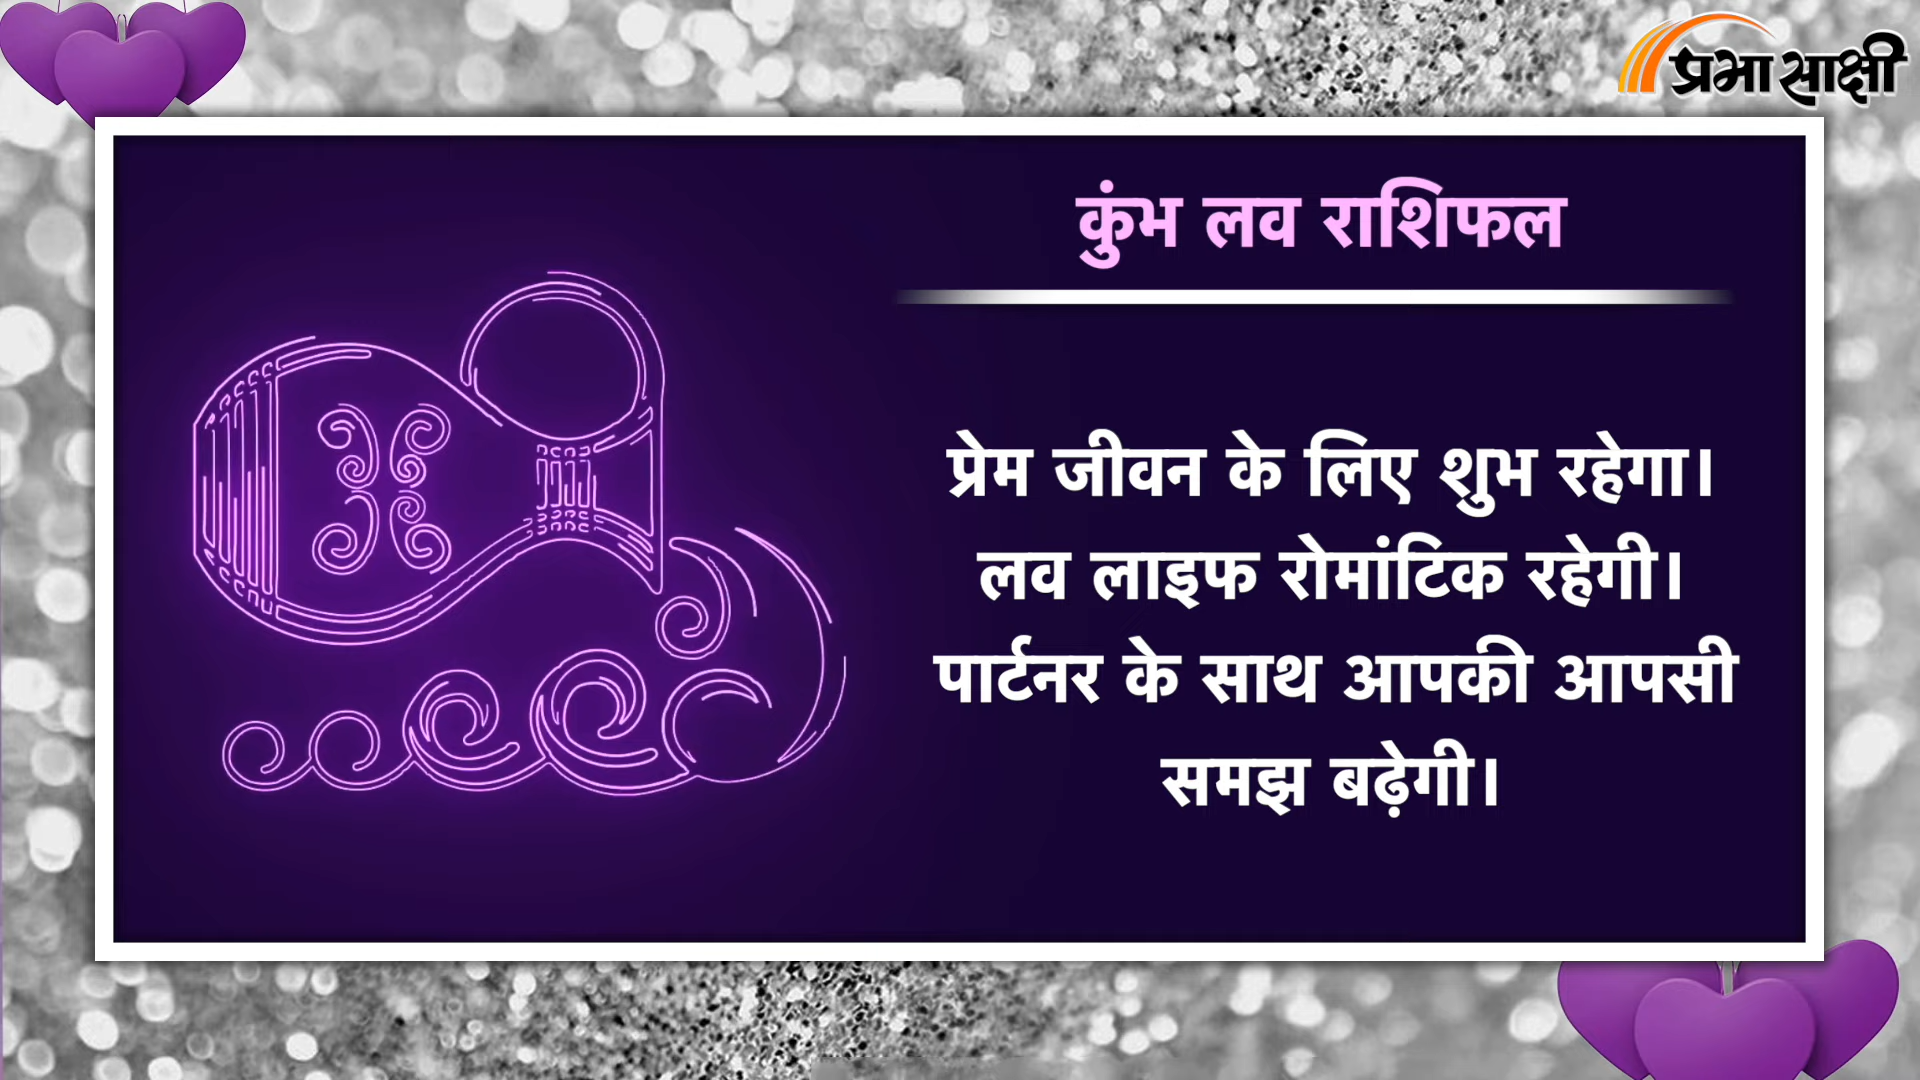 प्रभासाक्षी
कुंभ लव राशिफल
प्रेम जीवन के लिए शुभ रहेगा।
लव लाइफ रोमांटिक रहेगी।
पार्टनर के साथ आपकी आपसी
समझ बढ़ेगी।